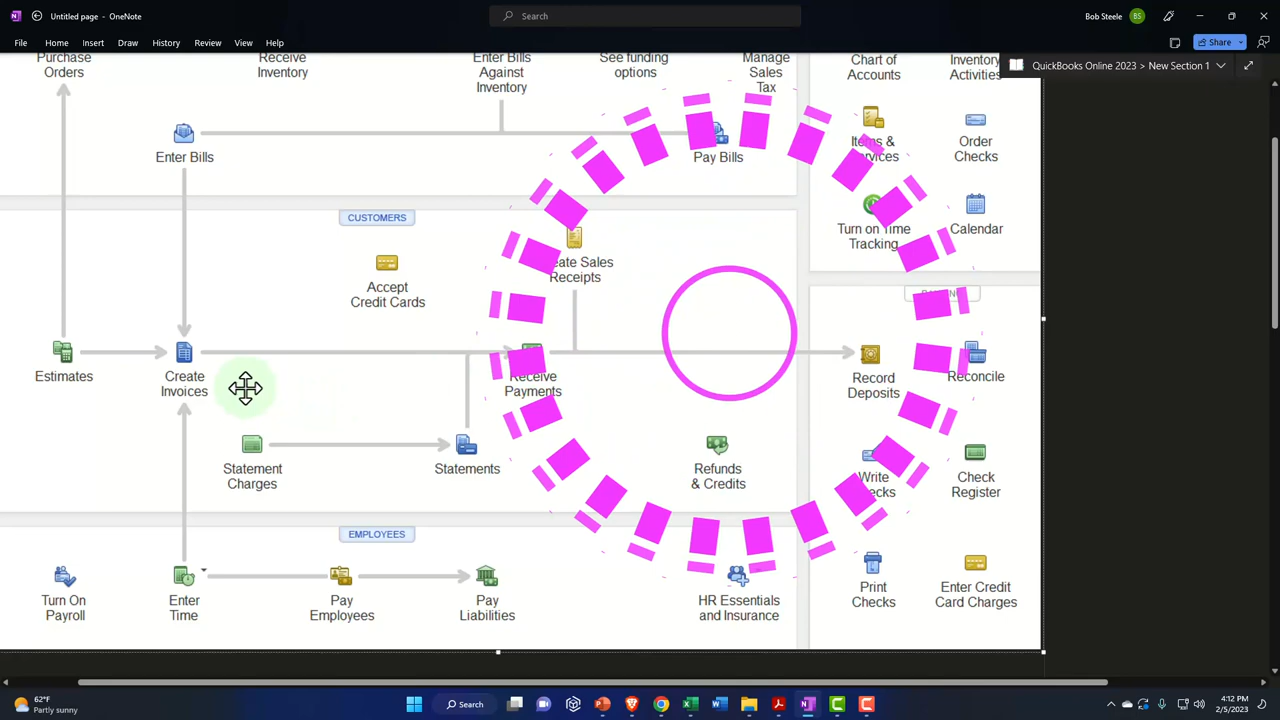 Untitled page - OneNote
Search
Bob Steele
BS
File
Home
Insert
Draw
History
Review
View
Help
Share
QuickBooks Online 2023 > New Section 1
Purchase
Orders
Receive
Inventory
Enter Bills
Against
Inventory
See funding
options
Manage
Sales
Tax
Chart of
Accounts
Inventory
Activities
Enter Bills
Pay Bills
Items &
Order
Checks
Turn on Time
Tracking
Calendar
CUSTOMERS
Accept
Credit Cards
Sales
Receipts
Estimates
Create
Invoices
Receive
Payments
Record
Deposits
Reconcile
Statement
Charges
Statements
Refunds
& Credits
Write
Check
Register
EMPLOYEES
Turn On
Payroll
Enter
Time
Pay
Employees
Pay
Liabilities
HR Essentials
and Insurance
Print
Checks
Enter Credit
Card Charges
62°F
Partly sunny
Search
4:12 PM
2/5/2023